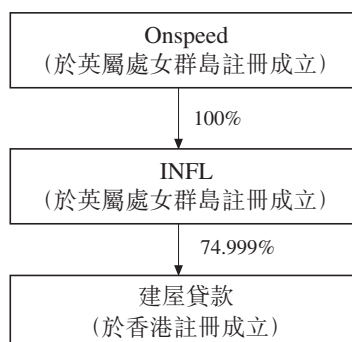 Onspeed
(於英屬處女群島註冊成立)
100%
INFL
(於英屬處女群島註冊成立)
74.999%
建屋貸款
(於香港註冊成立)